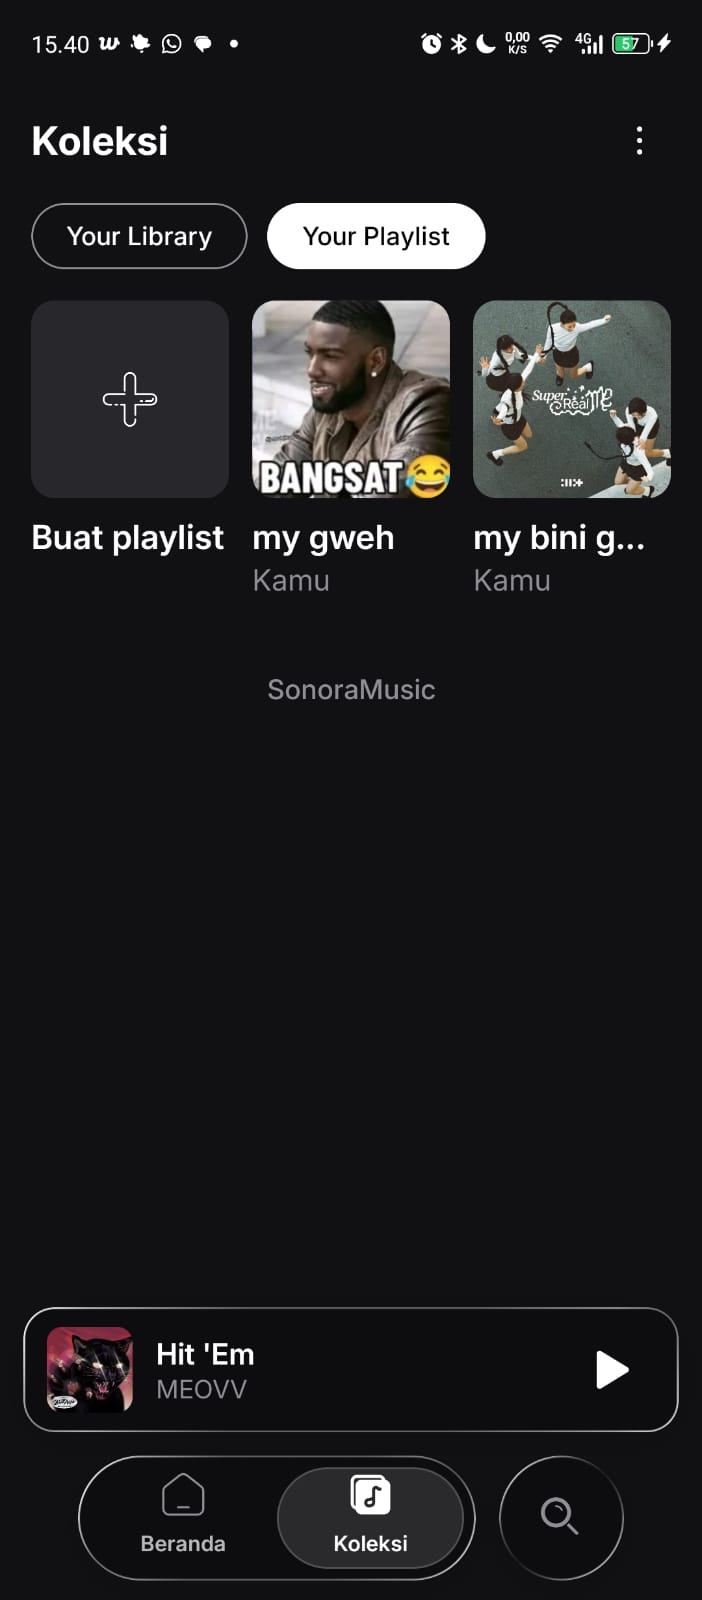 15.40
0,00
K/S
4G
57
Koleksi
Your Library
Your Playlist
BANGSAT😂
Super Real Me
Buat playlist
my gweh
my bini g...
Kamu
Kamu
SonoraMusic
Hit 'Em
MEOVV
Beranda
Koleksi